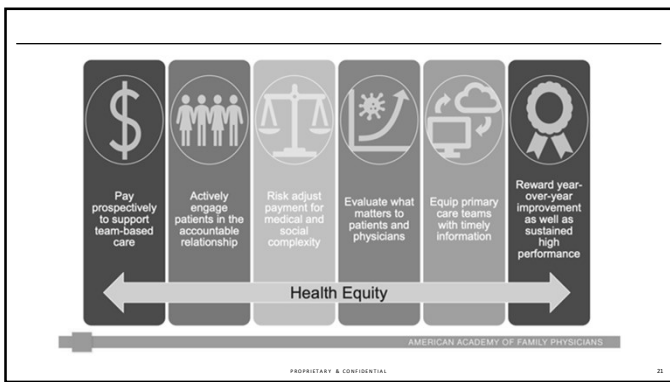 Pay
prospectively
to support
team-based
care
Actively
engage
patients in the
accountable
relationship
Risk adjust
payment for
medical and
social
complexity
Evaluate what
matters to
patients and
physicians
Equip primary
care teams
with timely
information
Reward year-
over-year
improvement
as well as
sustained
high
performance
Health Equity
AMERICAN ACADEMY OF FAMILY PHYSICIANS
PROPRIETARY & CONFIDENTIAL
21